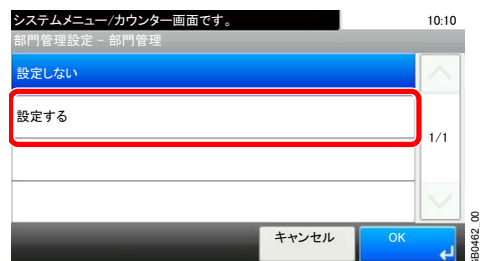 システムメニュー/カウンター画面です。
10:10
部門管理設定 - 部門管理
設定しない
設定する
1/1
キャンセル
OK